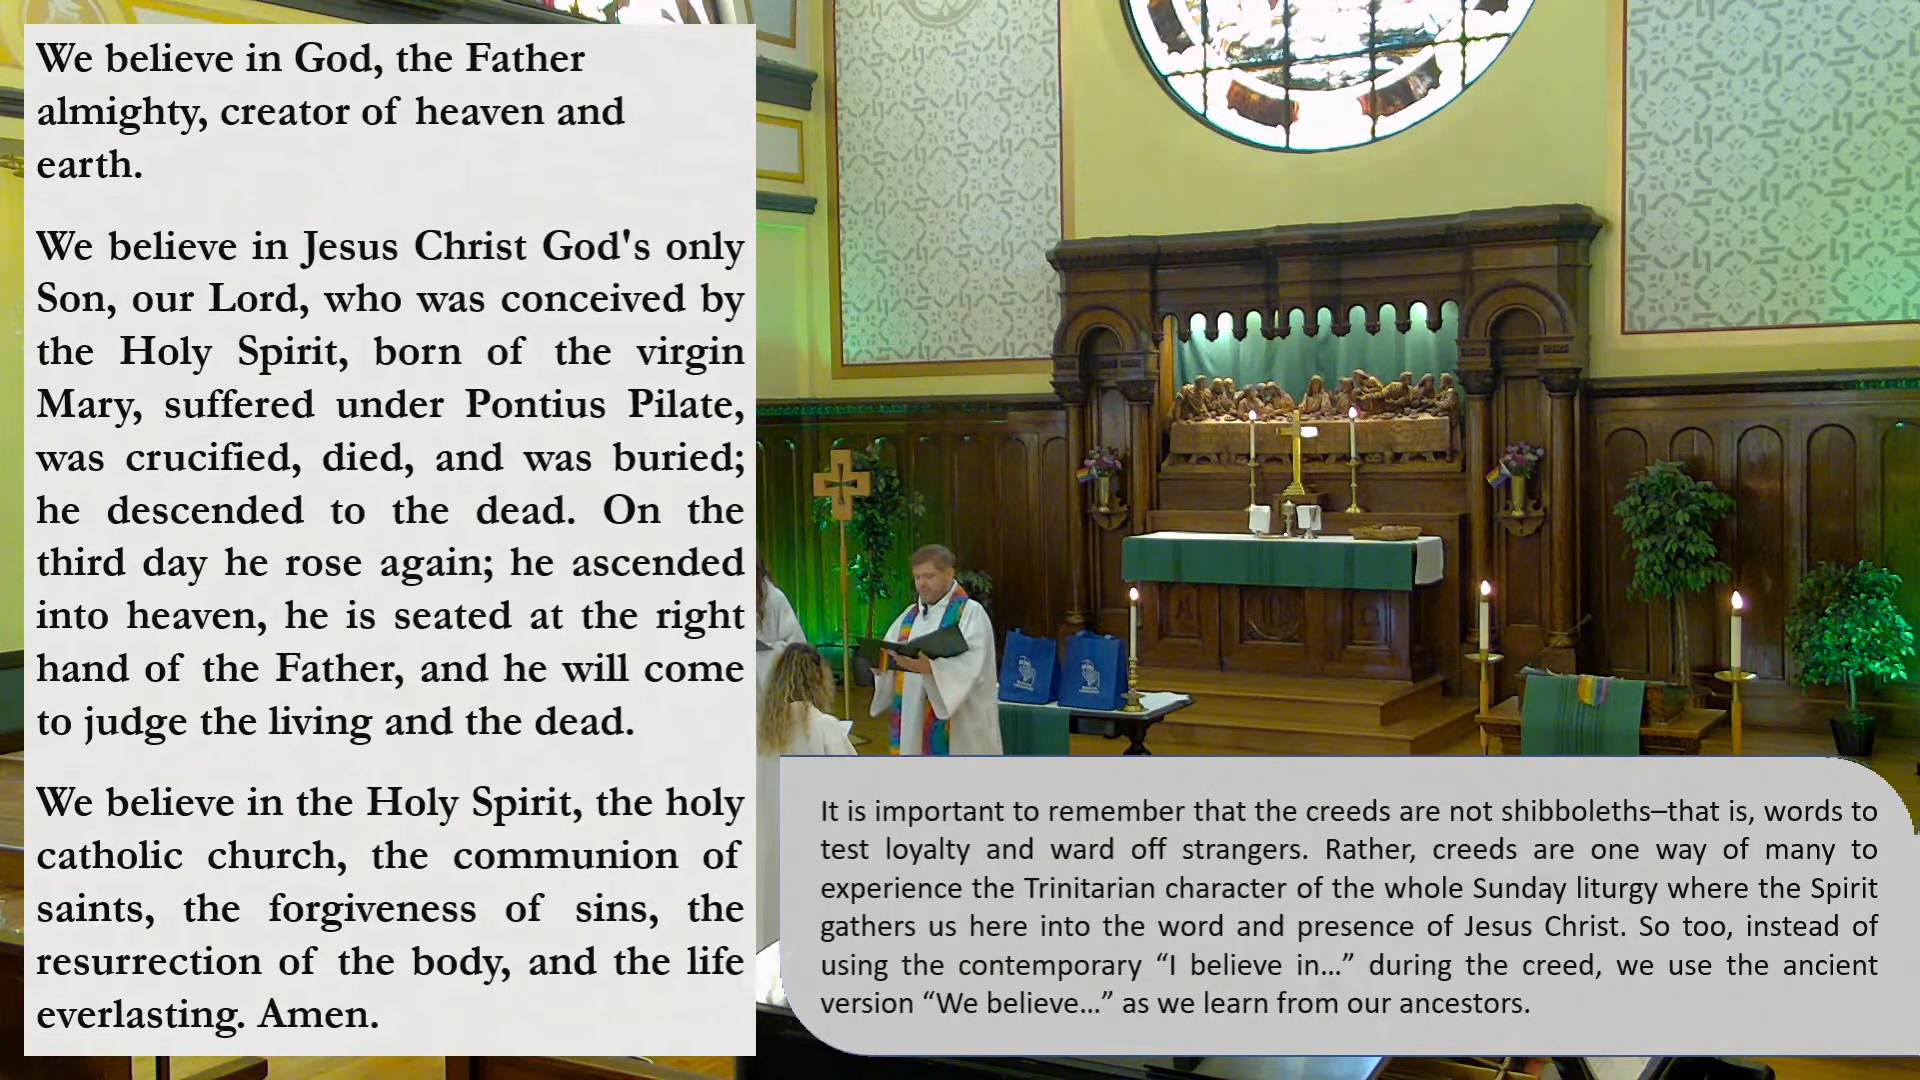 We believe in God, the Father
almighty, creator of heaven and
earth.
We believe in Jesus Christ God's only
Son, our Lord, who was conceived by
the Holy Spirit, born of the virgin
Mary, suffered under Pontius Pilate,
was crucified, died, and was buried;
he descended to the dead. On the
third day he rose again; he ascended
into heaven, he is seated at the right
hand of the Father, and he will come
to judge the living and the dead.
We believe in the Holy Spirit, the holy
catholic church, the communion of
saints, the forgiveness of sins, the
resurrection of the body, and the life
everlasting. Amen.
It is important to remember that the creeds are not shibboleths–that is, words to
test loyalty and ward off strangers. Rather, creeds are one way of many to
experience the Trinitarian character of the whole Sunday liturgy where the Spirit
gathers us here into the word and presence of Jesus Christ. So too, instead of
using the contemporary “I believe in…” during the creed, we use the ancient
version “We believe…” as we learn from our ancestors.